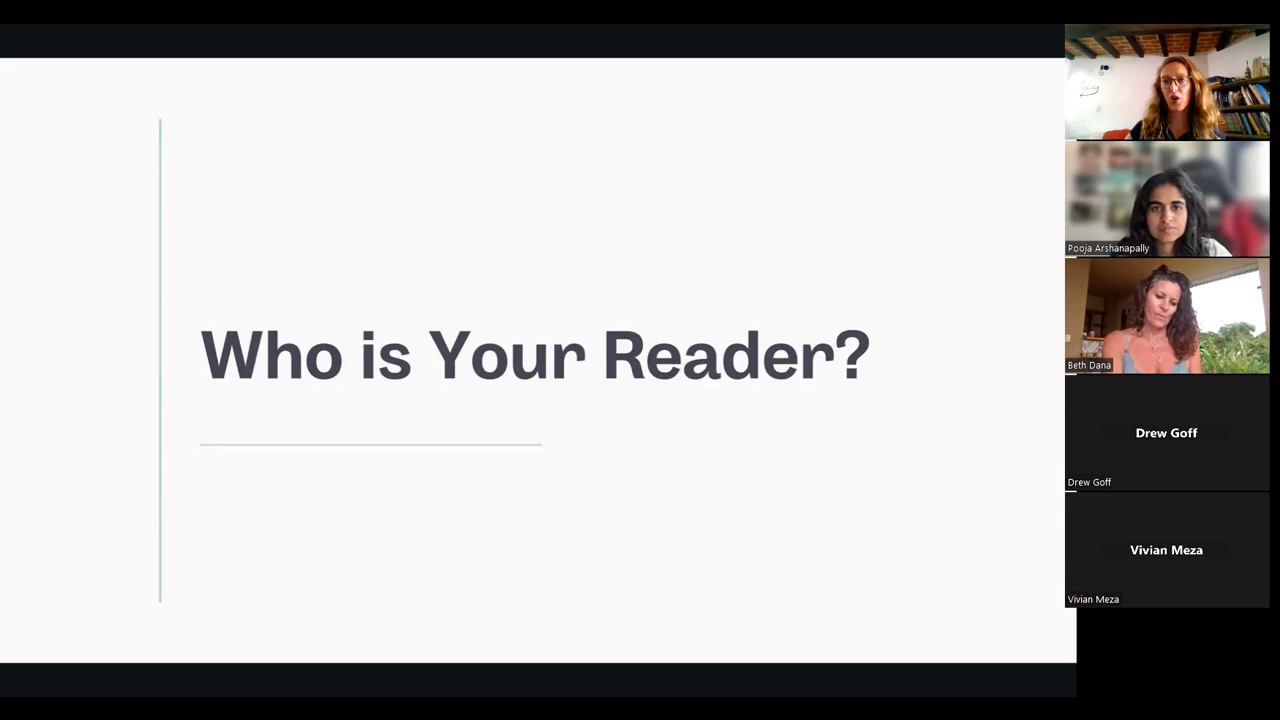 Who is Your Reader?
Pooja Arshanapally
Beth Dana
Drew Goff
Drew Goff
Vivian Meza
Vivian Meza